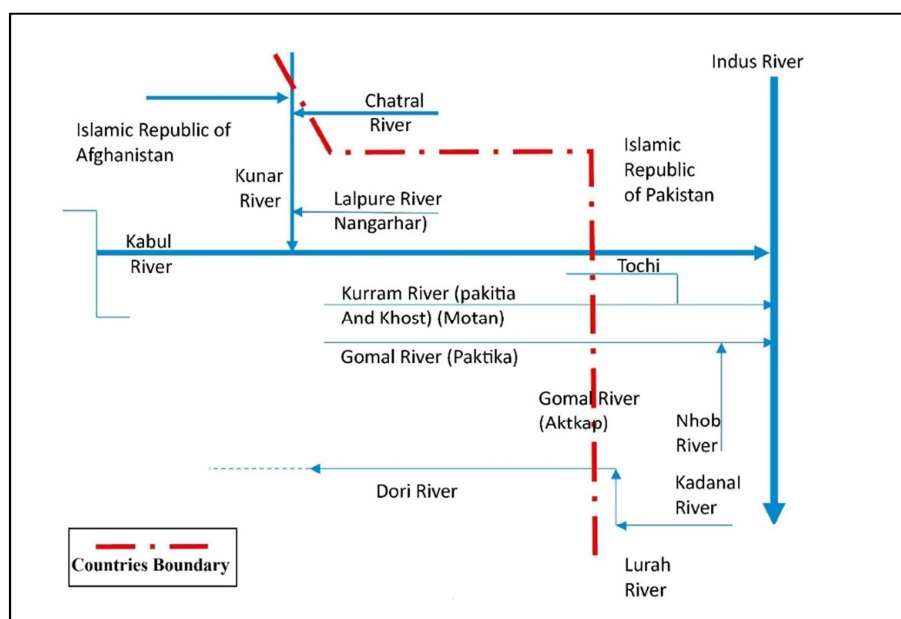 Indus River
Chatral
River
Islamic Republic of
Afghanistan
Islamic
Republic
of Pakistan
Kunar
River
Lalpure River
Nangarhar)
Kabul
River
Tochi
Kurram River (pakitia
And Khost) (Motan)
Gomal River (Paktika)
Gomal River
(Aktkap)
Nhob
River
Dori River
Kadanal
River
Countries Boundary
Lurah
River